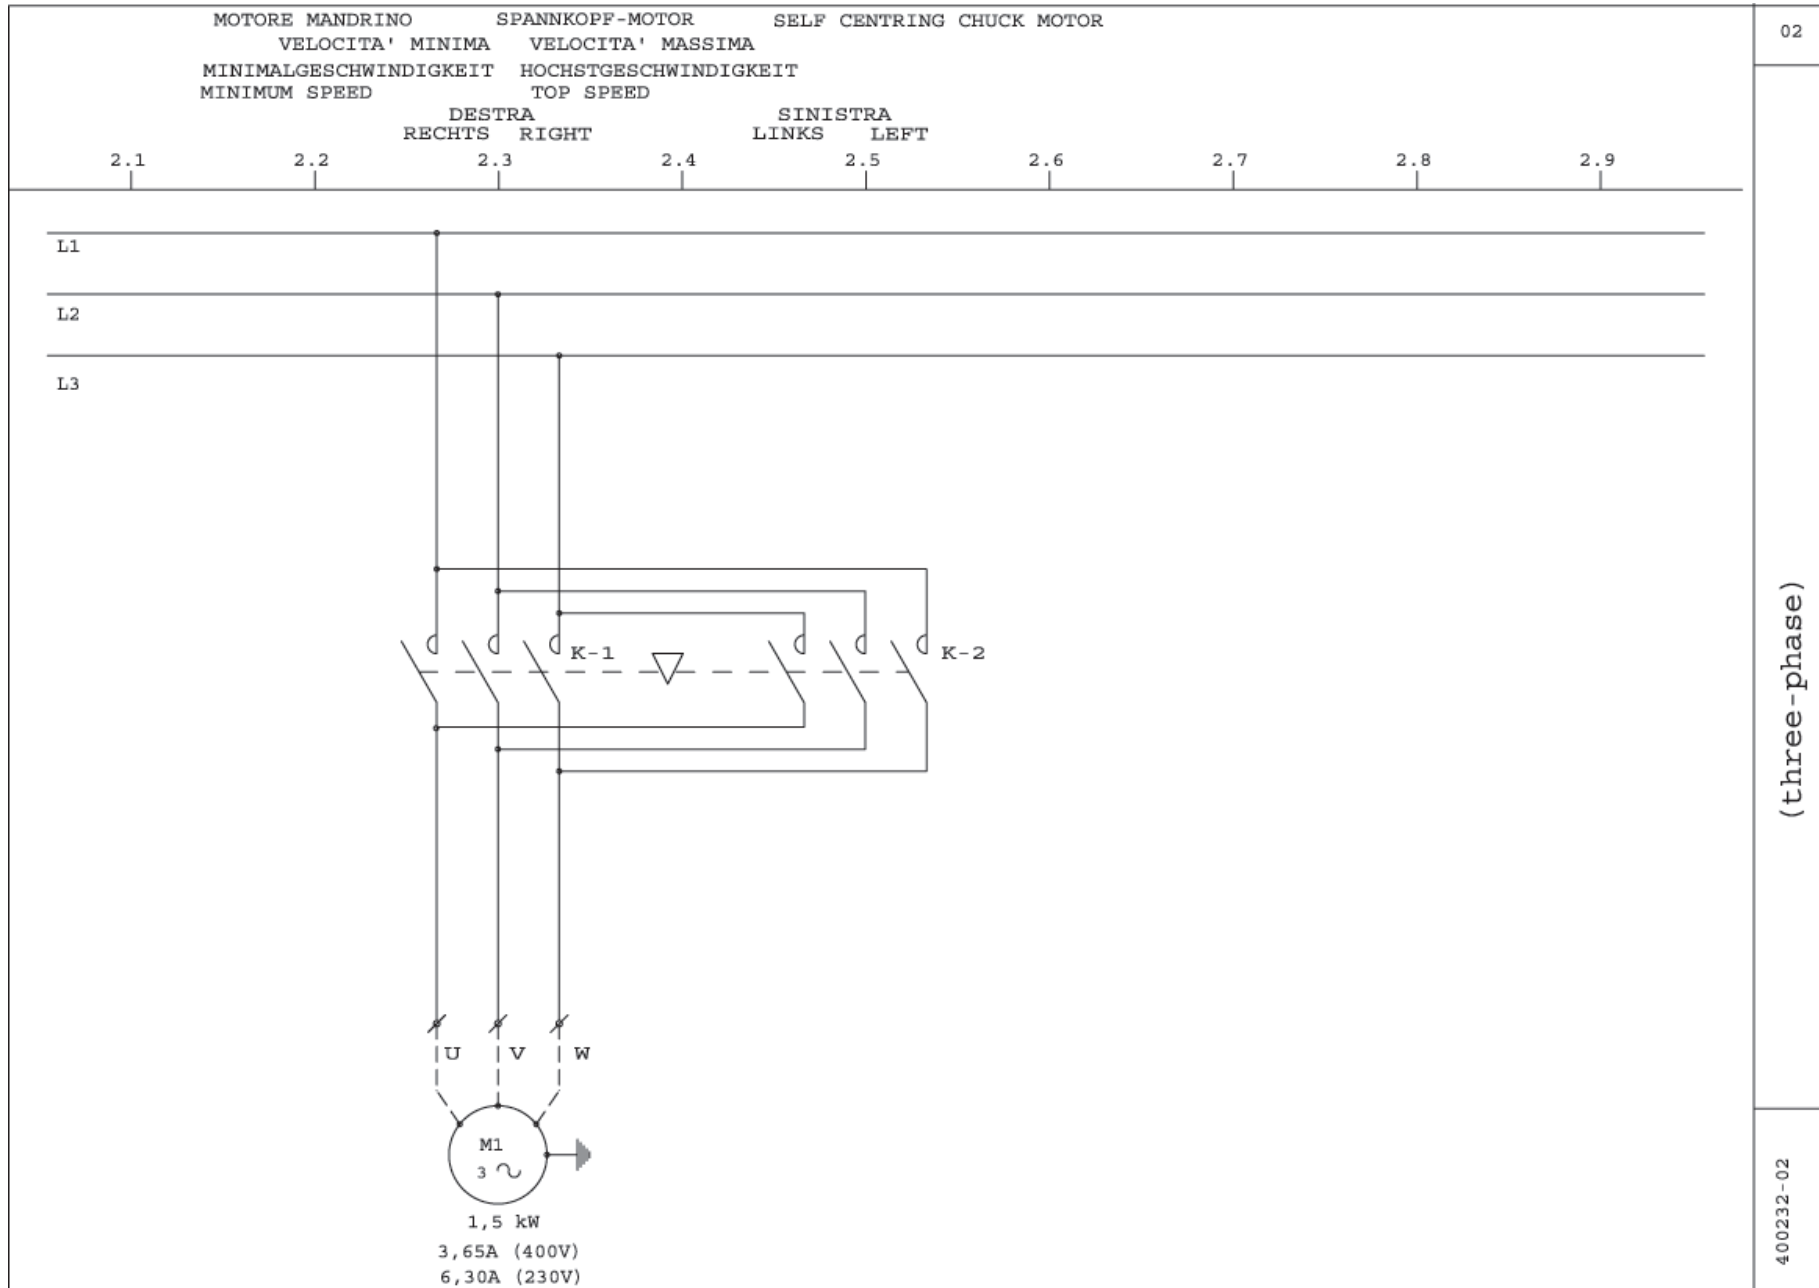 MOTORE MANDRINO SPANNKOPF-MOTOR SELF CENTRING CHUCK MOTOR
VELOCITA' MINIMA VELOCITA' MASSIMA
MINIMALGESCHWINDIGKEIT HOCHSTGESCHWINDIGKEIT
MINIMUM SPEED TOP SPEED
DESTRA SINISTRA
RECHTS RIGHT LINKS LEFT
2.1 2.2 2.3 2.4 2.5 2.6 2.7 2.8 2.9
02
L1
L2
L3
K-1 K-2
(three-phase)
U V W
M1
3
1,5 kW
3,65A (400V)
6,30A (230V)
400232-02